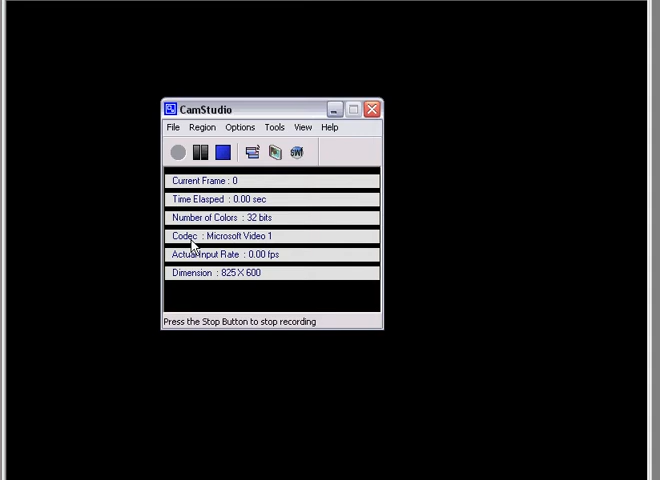 CamStudio
File Region Options Tools View Help
SWF
Current Frame : 0
Time Elasped : 0.00 sec
Number of Colors : 32 bits
Codec : Microsoft Video 1
Actual Input Rate : 0.00 fps
Dimension : 825 X 600
Press the Stop Button to stop recording